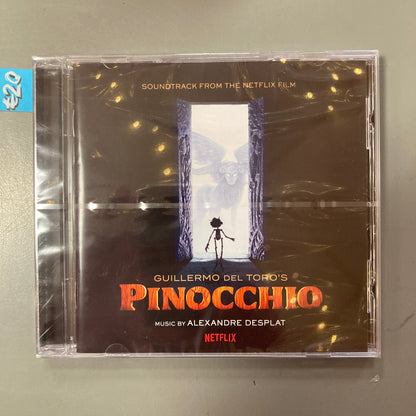 €20
SOUNDTRACK FROM THE NETFLIX FILM
GUILLERMO DEL TORO'S
PINOCCHIO
MUSIC BY ALEXANDRE DESPLAT
NETFLIX